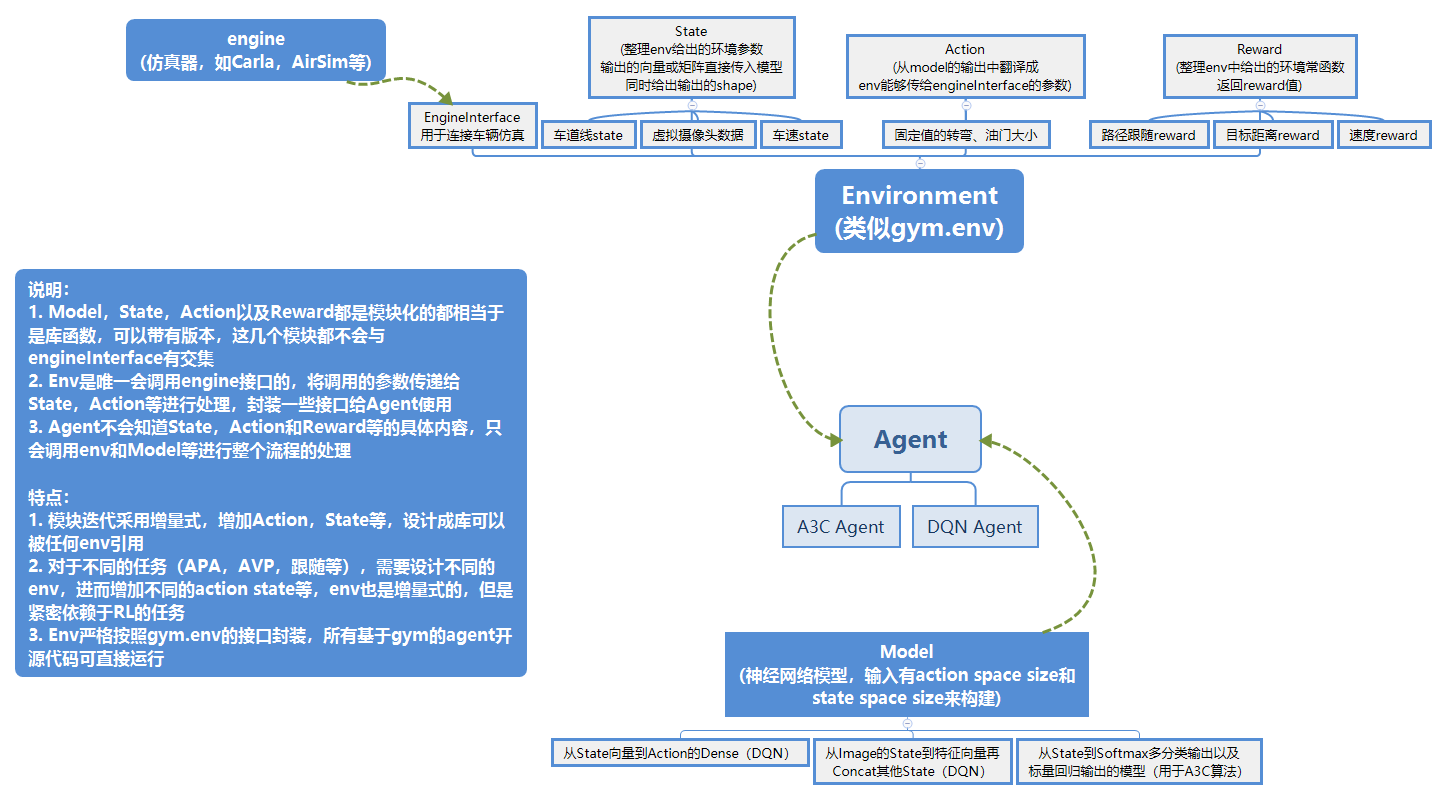 engine
(仿真器，如Carla，AirSim等)
EngineInterface
用于连接车辆仿真
State
(整理env给出的环境参数
输出的向量或矩阵直接传入模型
同时给出输出的shape)
车道线state
虚拟摄像头数据
车速state
Action
(从model的输出中翻译成
env能够传给engineInterface的参数)
固定值的转弯、油门大小
Reward
(整理env中给出的环境常函数
返回reward值)
路径跟随reward
目标距离reward
速度reward
Environment
(类似gym.env)
说明：
1. Model，State，Action以及Reward都是模块化的都相当于
是库函数，可以带有版本，这几个模块都不会与
engineInterface有交集
2. Env是唯一会调用engine接口的，将调用的参数传递给
State，Action等进行处理，封装一些接口给Agent使用
3. Agent不会知道State，Action和Reward等的具体内容，只
会调用env和Model等进行整个流程的处理
特点：
1. 模块迭代采用增量式，增加Action，State等，设计成库可以
被任何env引用
2. 对于不同的任务（APA，AVP，跟随等），需要设计不同的
env，进而增加不同的action state等，env也是增量式的，但是
紧密依赖于RL的任务
3. Env严格按照gym.env的接口封装，所有基于gym的agent开
源代码可直接运行
Agent
A3C Agent
DQN Agent
Model
(神经网络模型，输入有action space size和
state space size来构建)
从State向量到Action的Dense（DQN）
从Image的State到特征向量再
Concat其他State（DQN）
从State到Softmax多分类输出以及
标量回归输出的模型（用于A3C算法）